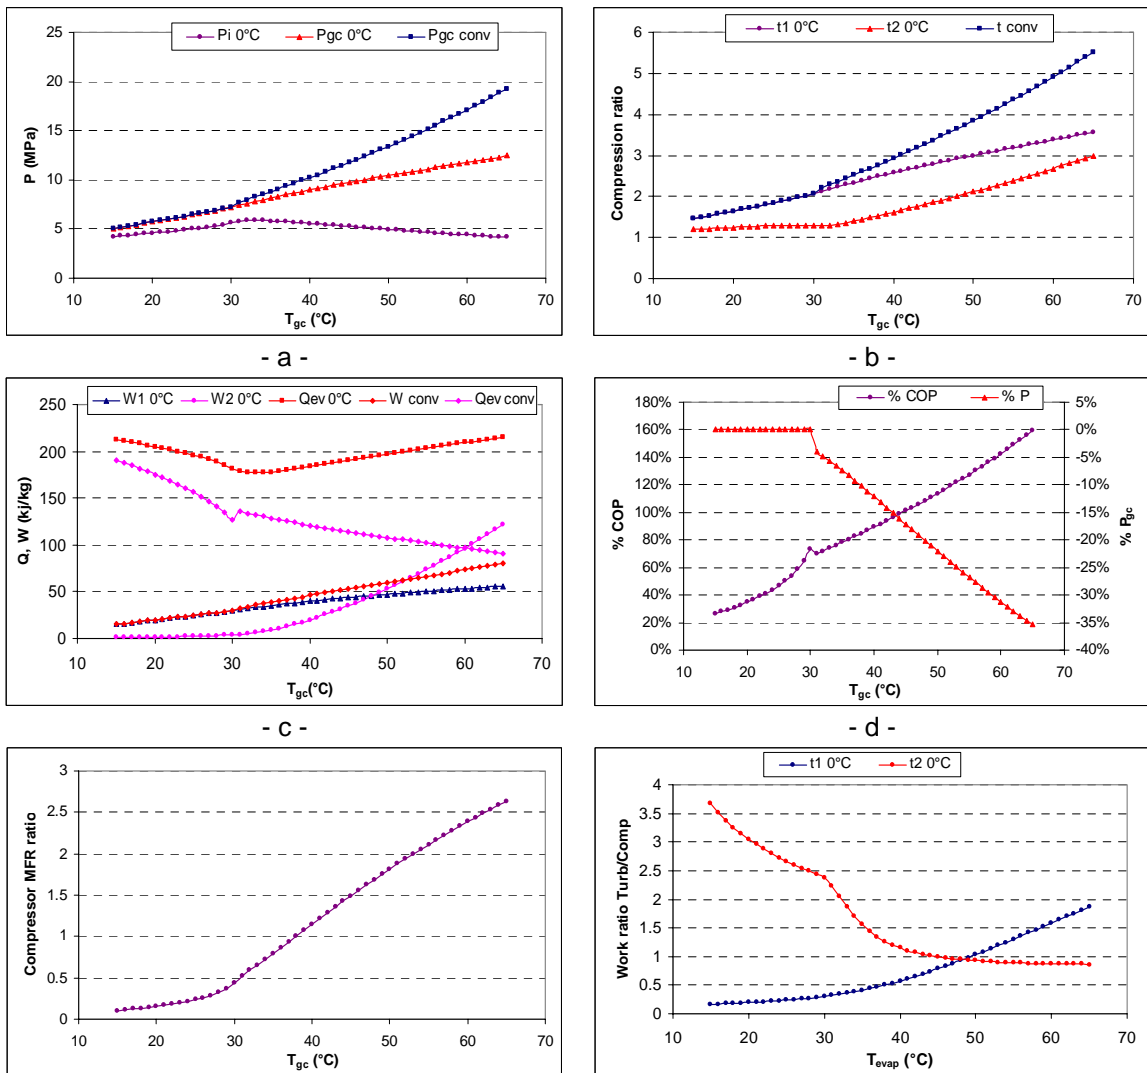 Pi 0°C Pgc 0°C Pgc conv
25
20
15
10
5
0
P (MPa)
10 20 30 40 50 60 70
Tgc (°C)
- a -
t1 0°C t2 0°C t conv
6
5
4
3
2
1
0
Compression ratio
10 20 30 40 50 60 70
Tgc (°C)
- b -
W1 0°C W2 0°C Qev 0°C W conv Qev conv
250
200
150
100
50
0
Q, W (kj/kg)
10 20 30 40 50 60 70
Tgc(°C)
- c -
% COP % P
180%
160%
140%
120%
100%
80%
60%
40%
20%
0%
% COP
5%
0%
-5%
-10%
-15%
-20%
-25%
-30%
-35%
-40%
% Pgc
10 20 30 40 50 60 70
Tgc (°C)
- d -
3
2.5
2
1.5
1
0.5
0
Compressor MFR ratio
10 20 30 40 50 60 70
Tgc (°C)
t1 0°C t2 0°C
4
3.5
3
2.5
2
1.5
1
0.5
0
Work ratio Turb/Comp
10 20 30 40 50 60 70
Tevap (°C)